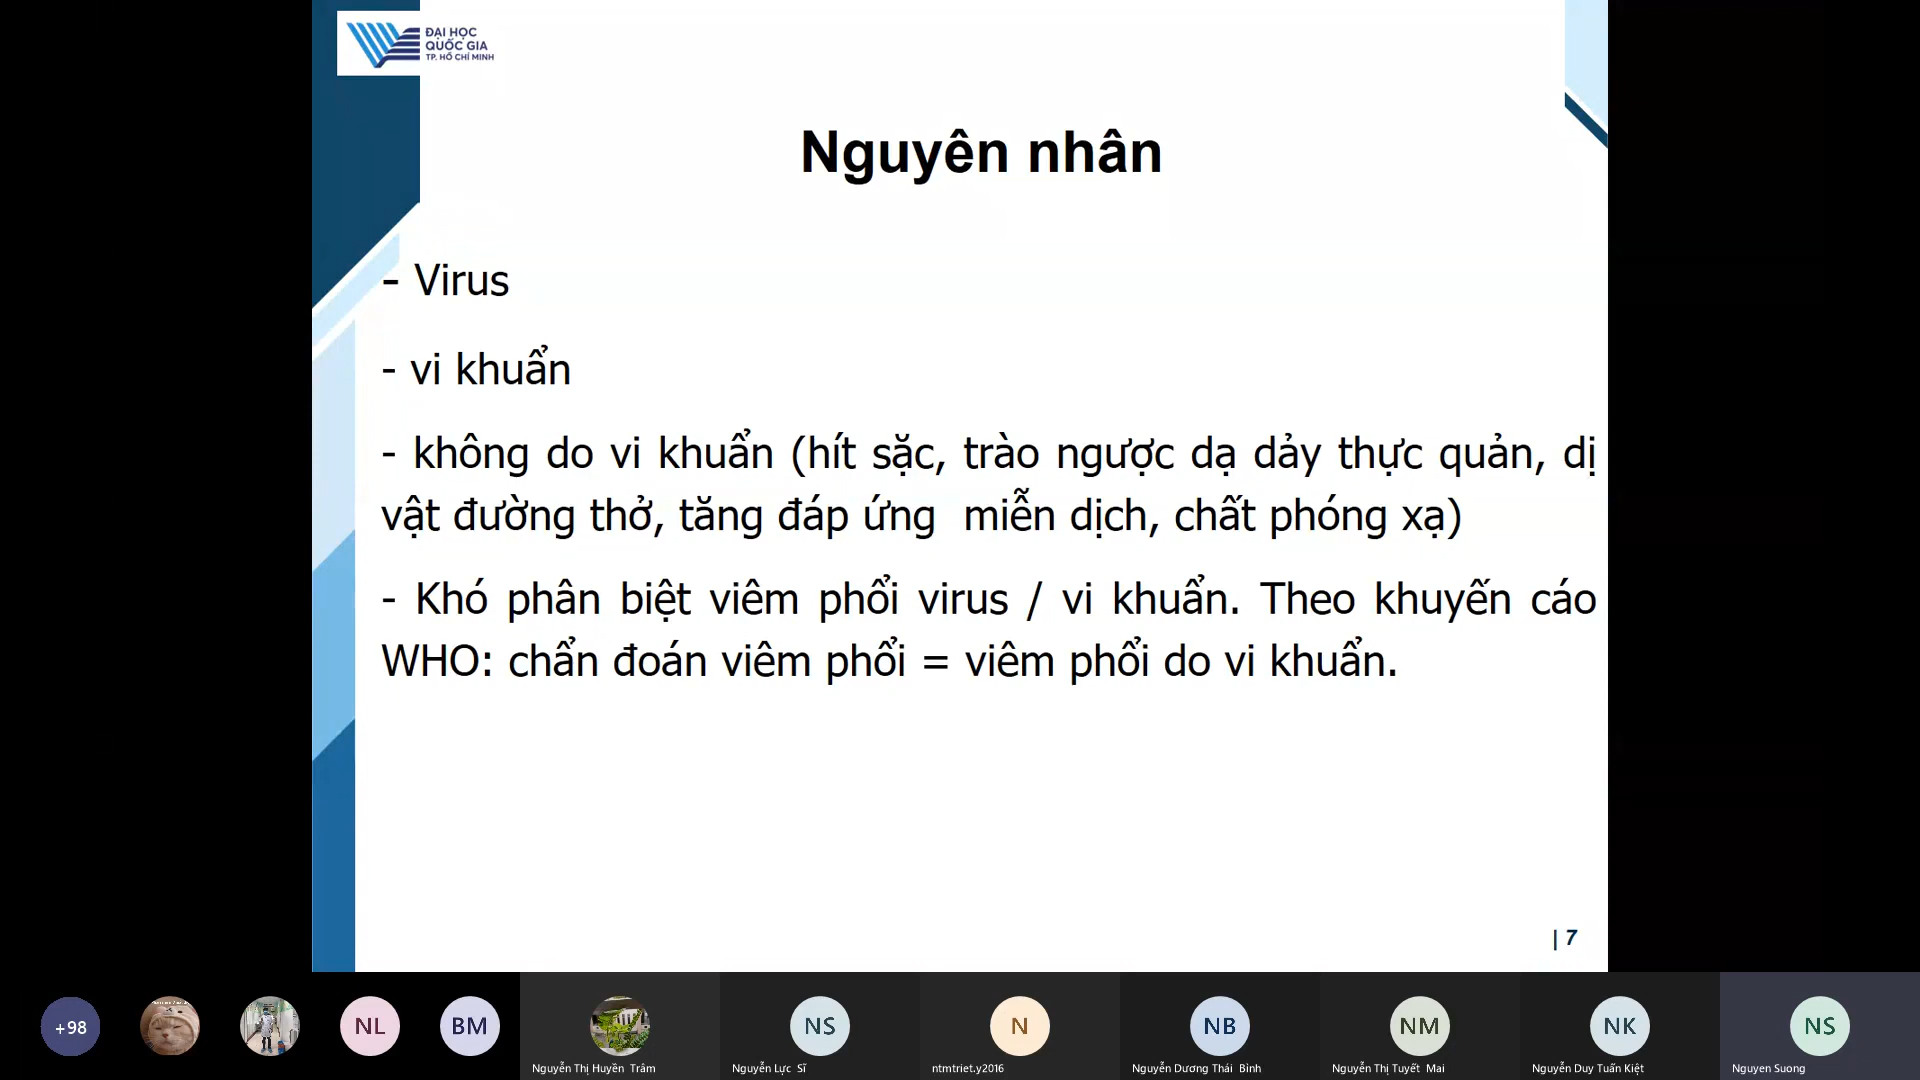 ĐẠI HỌC
QUỐC GIA
TP. HỒ CHÍ MINH
Nguyên nhân
- Virus
- vi khuẩn
- không do vi khuẩn (hít sặc, trào ngược dạ dảy thực quản, dị
vật đường thở, tăng đáp ứng  miễn dịch, chất phóng xạ)
- Khó phân biệt viêm phổi virus / vi khuẩn. Theo khuyến cáo
WHO: chẩn đoán viêm phổi = viêm phổi do vi khuẩn.
| 7
+98
NL
BM
NS
N
NB
NM
NK
NS
Nguyễn Thị Huyền  Trâm
Nguyễn Lực  Sĩ
ntmtriet.y2016
Nguyễn Dương Thái  Bình
Nguyễn Thị Tuyết  Mai
Nguyễn Duy Tuấn Kiệt
Nguyen Suong